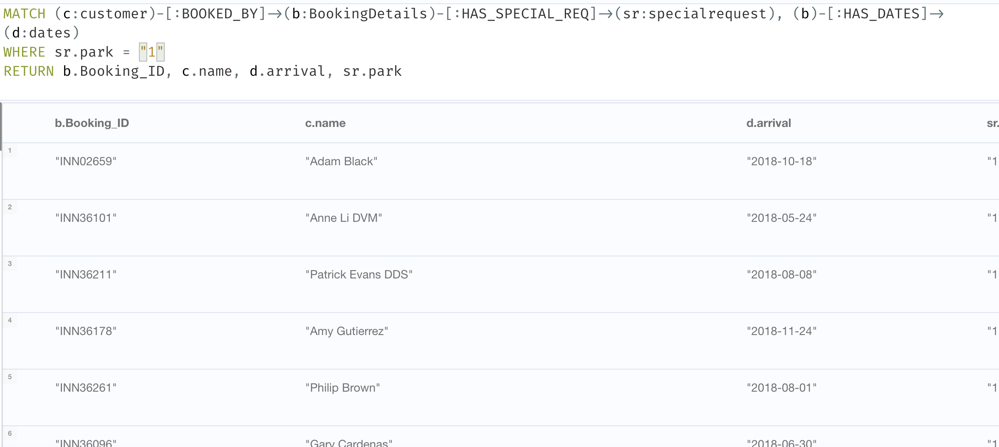 MATCH (c:customer)-[:BOOKED_BY]->(b:BookingDetails)-[:HAS_SPECIAL_REQ]->(sr:specialrequest), (b)-[:HAS_DATES]->
(d:dates)
WHERE sr.park = "1"
RETURN b.Booking_ID, c.name, d.arrival, sr.park
b.Booking_ID c.name d.arrival sr.
1
"INN02659" "Adam Black" "2018-10-18" "1
2
"INN36101" "Anne Li DVM" "2018-05-24" "1
3
"INN36211" "Patrick Evans DDS" "2018-08-08" "1
4
"INN36178" "Amy Gutierrez" "2018-11-24" "1
5
"INN36261" "Philip Brown" "2018-08-01" "1
6
"INN36096" "Gary Cardenas" "2018-06-30" "1